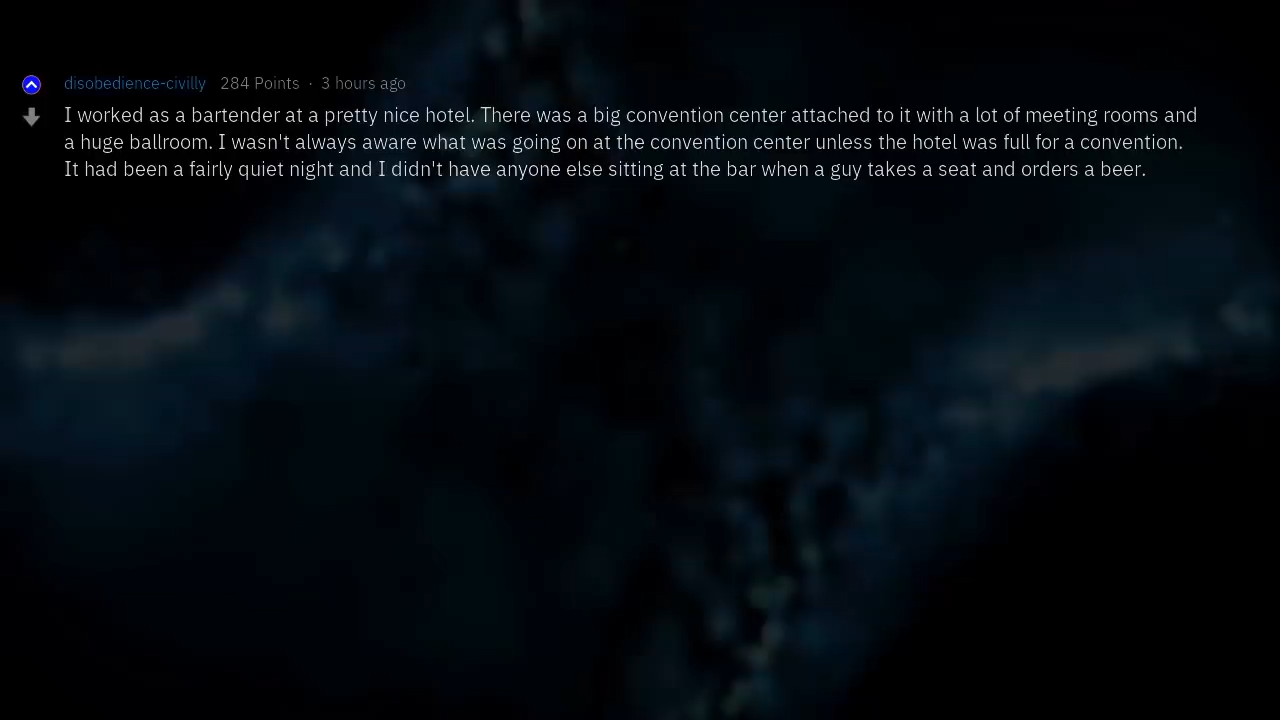 disobedience-civilly 284 Points · 3 hours ago
I worked as a bartender at a pretty nice hotel. There was a big convention center attached to it with a lot of meeting rooms and
a huge ballroom. I wasn't always aware what was going on at the convention center unless the hotel was full for a convention.
It had been a fairly quiet night and I didn't have anyone else sitting at the bar when a guy takes a seat and orders a beer.